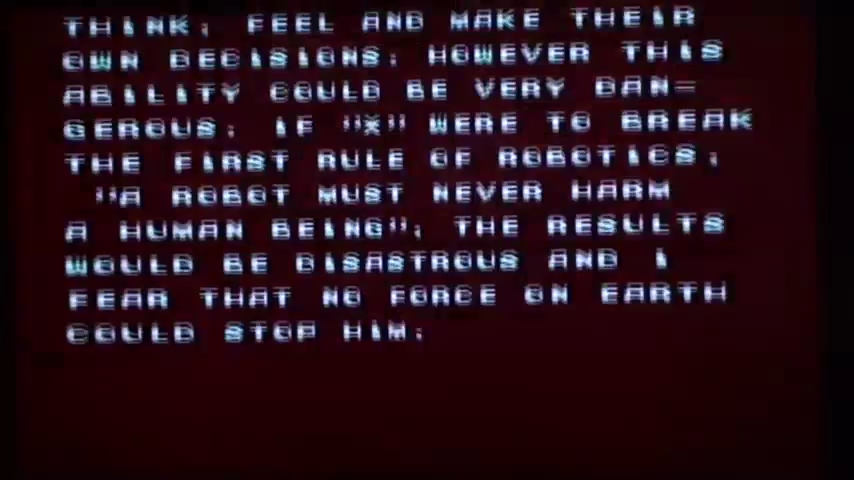 THINK, FEEL AND MAKE THEIR
OWN DECISIONS. HOWEVER THIS
ABILITY COULD BE VERY DAN-
GEROUS. IF "X" WERE TO BREAK
THE FIRST RULE OF ROBOTICS,
"A ROBOT MUST NEVER HARM
A HUMAN BEING", THE RESULTS
WOULD BE DISASTROUS AND I
FEAR THAT NO FORCE ON EARTH
COULD STOP HIM.